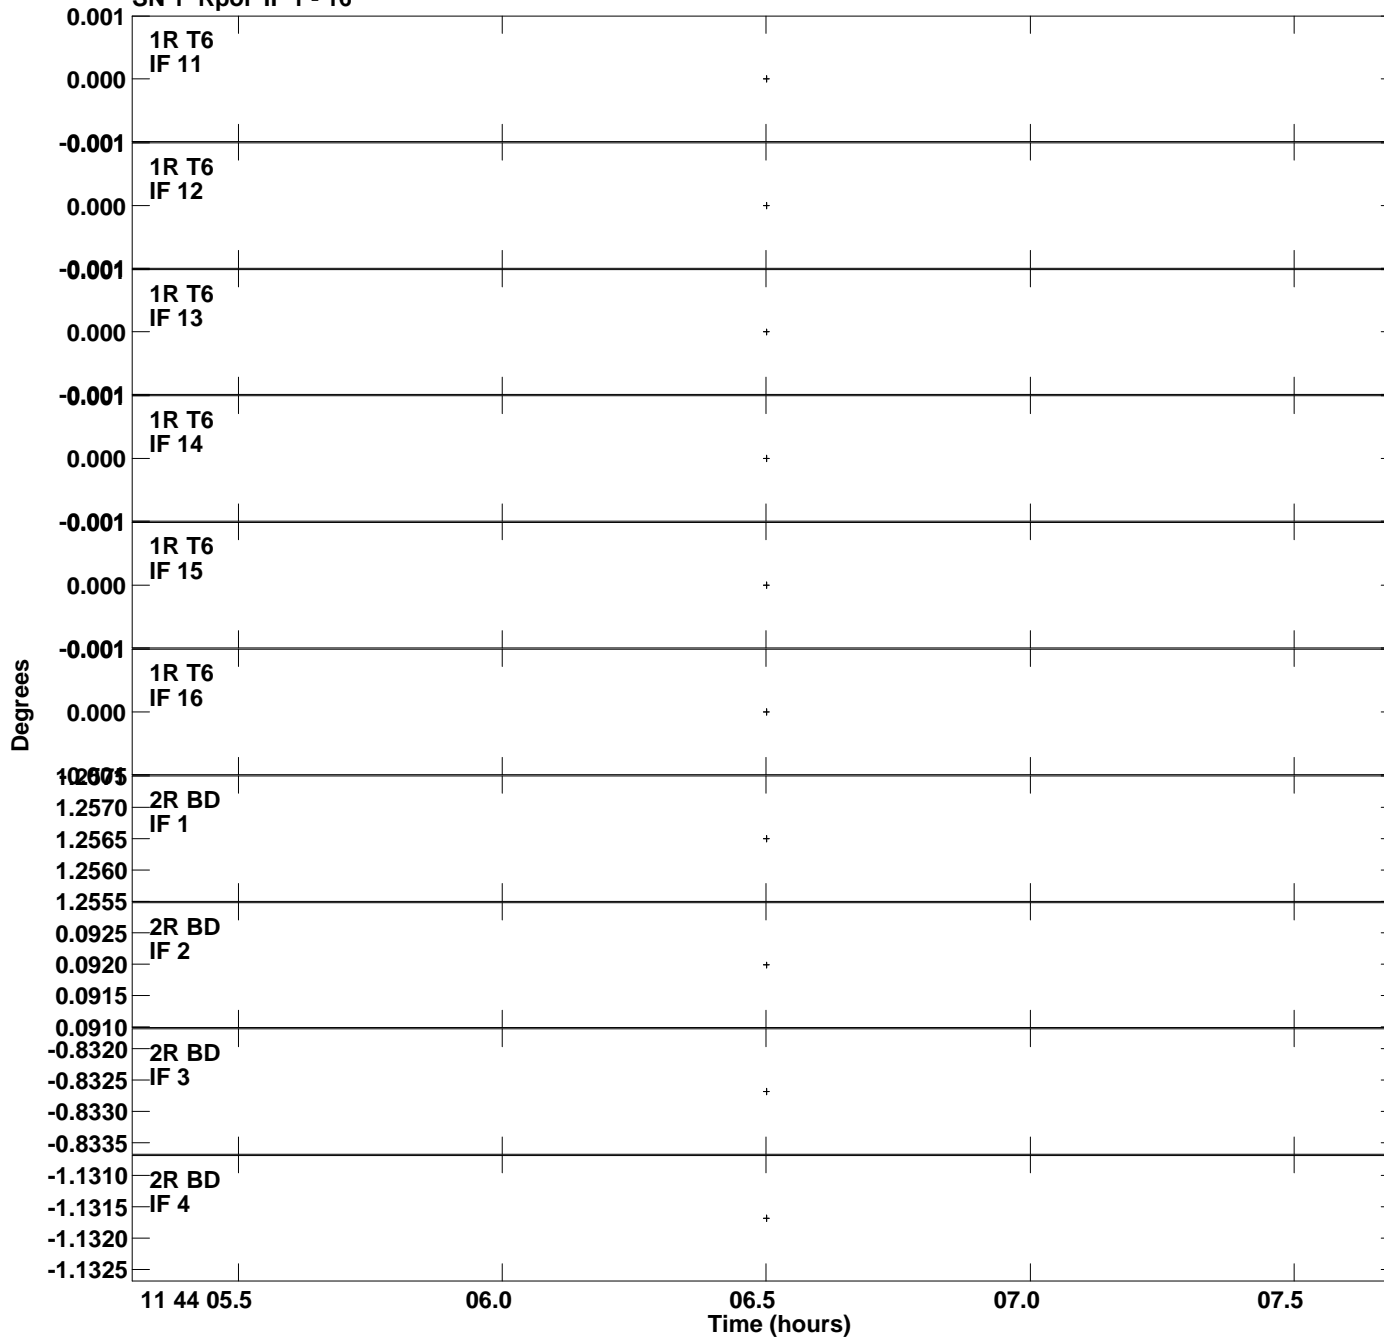 SN 1 Rpol IF 1 - 16
0.001
1R T6
IF 11
0.000
-0.001
1R T6
IF 12
0.000
-0.001
1R T6
IF 13
0.000
-0.001
1R T6
IF 14
0.000
-0.001
1R T6
IF 15
0.000
-0.001
1R T6
IF 16
0.000
Degrees
1.2575
2R BD
IF 1
1.2570
1.2565
1.2560
1.2555
2R BD
IF 2
0.0925
0.0920
0.0915
0.0910
2R BD
IF 3
-0.8320
-0.8325
-0.8330
-0.8335
2R BD
IF 4
-1.1310
-1.1315
-1.1320
-1.1325
11 44 05.5
06.0
06.5
07.0
07.5
Time (hours)